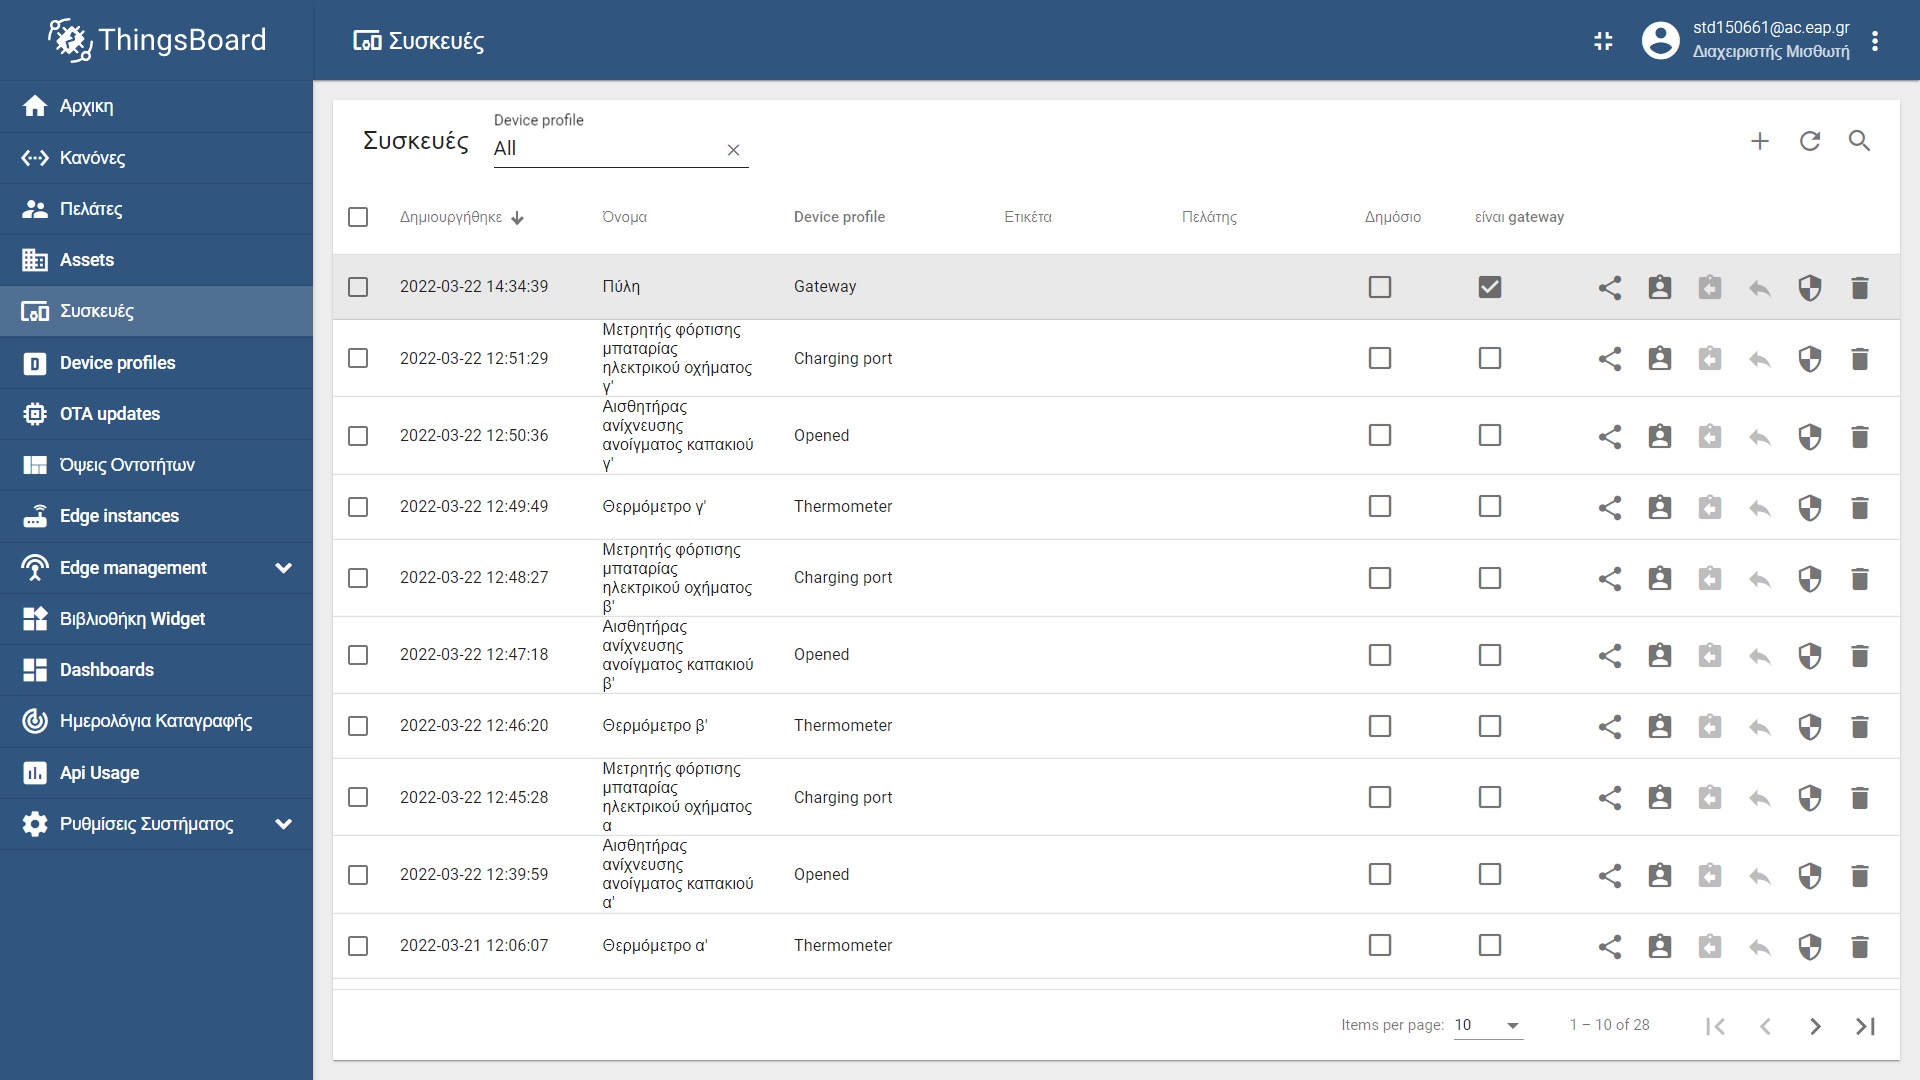 ThingsBoard
Συσκευές
std150661@ac.eap.gr
Διαχειριστής Μισθωτή
Αρχικη
Κανόνες
Πελάτες
Assets
Συσκευές
Device profiles
OTA updates
Όψεις Οντοτήτων
Edge instances
Edge management
Βιβλιοθήκη Widget
Dashboards
Ημερολόγια Καταγραφής
Api Usage
Ρυθμίσεις Συστήματος
Συσκευές
Device profile
All
Δημιουργήθηκε Όνομα Device profile Ετικέτα Πελάτης Δημόσιο είναι gateway
2022-03-22 14:34:39 Πύλη Gateway
2022-03-22 12:51:29 Μετρητής φόρτισης
μπαταρίας
ηλεκτρικού οχήματος
γ'
Charging port
2022-03-22 12:50:36 Αισθητήρας
ανίχνευσης
ανοίγματος καπακιού
γ'
Opened
2022-03-22 12:49:49 Θερμόμετρο γ' Thermometer
2022-03-22 12:48:27 Μετρητής φόρτισης
μπαταρίας
ηλεκτρικού οχήματος
β'
Charging port
2022-03-22 12:47:18 Αισθητήρας
ανίχνευσης
ανοίγματος καπακιού
β'
Opened
2022-03-22 12:46:20 Θερμόμετρο β' Thermometer
2022-03-22 12:45:28 Μετρητής φόρτισης
μπαταρίας
ηλεκτρικού οχήματος
α
Charging port
2022-03-22 12:39:59 Αισθητήρας
ανίχνευσης
ανοίγματος καπακιού
α'
Opened
2022-03-21 12:06:07 Θερμόμετρο α' Thermometer
Items per page: 10 1 – 10 of 28